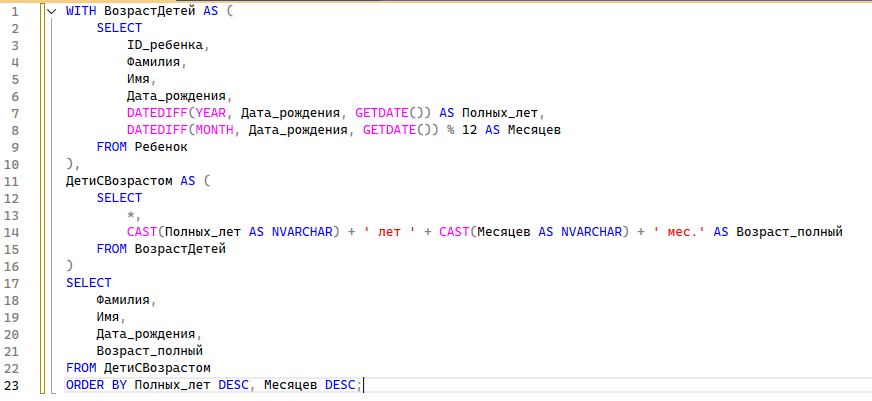 1 WITH ВозрастДетей AS (
2 SELECT
3 ID_ребенка,
4 Фамилия,
5 Имя,
6 Дата_рождения,
7 DATEDIFF(YEAR, Дата_рождения, GETDATE()) AS Полных_лет,
8 DATEDIFF(MONTH, Дата_рождения, GETDATE()) % 12 AS Месяцев
9 FROM Ребенок
10 ),
11 ДетиСВозрастом AS (
12 SELECT
13 *,
14 CAST(Полных_лет AS NVARCHAR) + ' лет ' + CAST(Месяцев AS NVARCHAR) + ' мес.' AS Возраст_полный
15 FROM ВозрастДетей
16 )
17 SELECT
18 Фамилия,
19 Имя,
20 Дата_рождения,
21 Возраст_полный
22 FROM ДетиСВозрастом
23 ORDER BY Полных_лет DESC, Месяцев DESC;